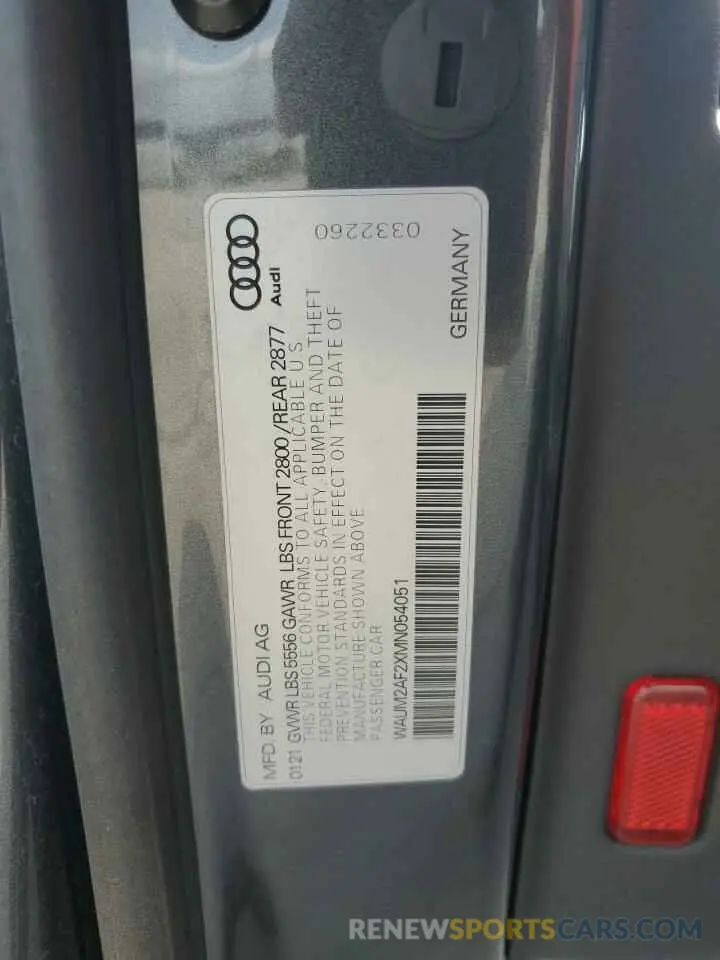 Audi
0332260
MFD. BY AUDI AG
01 21 GVWR LBS 5556 GAWR LBS FRONT 2800 / REAR 2877
THIS VEHICLE CONFORMS TO ALL APPLICABLE U S
FEDERAL MOTOR VEHICLE SAFETY, BUMPER AND THEFT
PREVENTION STANDARDS IN EFFECT ON THE DATE OF
MANUFACTURE SHOWN ABOVE
PASSENGER CAR
WAUM2AF2XMN054051
GERMANY
RENEWSPORTSCARS.COM